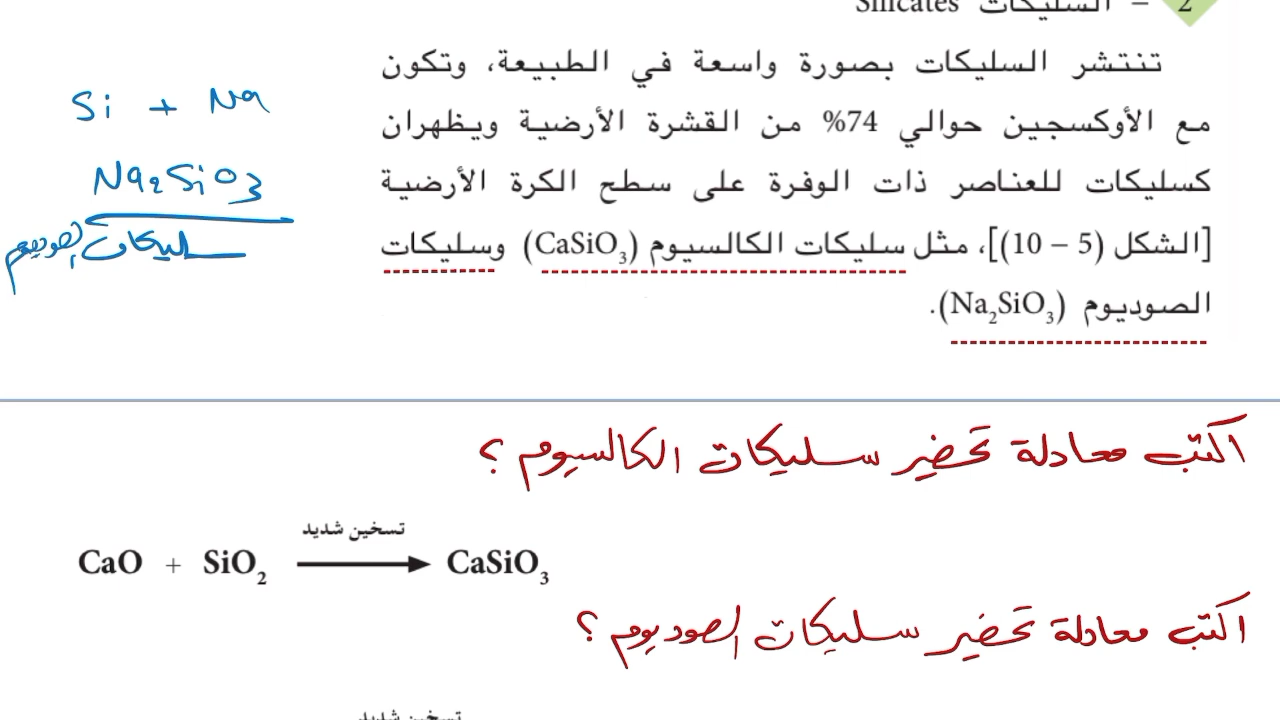 2 – السليكات Silicates
تنتشر السليكات بصورة واسعة في الطبيعة، وتكون
مع الأوكسجين حوالي 74% من القشرة الأرضية ويظهران
كسليكات للعناصر ذات الوفرة على سطح الكرة الأرضية
[الشكل (5 – 10)]، مثل سليكات الكالسيوم (CaSiO₃) وسليكات
الصوديوم (Na₂SiO₃).
Si + Na
Na₂SiO₃
سليكات الصوديوم
اكتب معادلة تحضير سليكات الكالسيوم ؟
تسخين شديد
CaO + SiO₂ ⟶ CaSiO₃
اكتب معادلة تحضير سليكات الصوديوم ؟
تسخين شديد